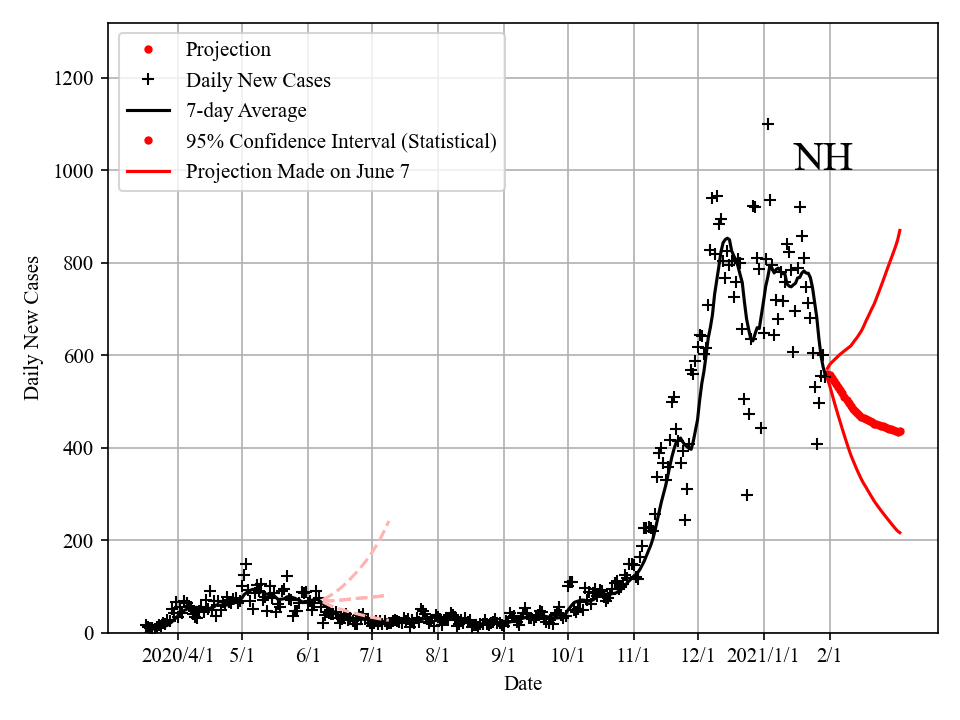 Projection
Daily New Cases
7-day Average
95% Confidence Interval (Statistical)
Projection Made on June 7
NH
1200
1000
800
600
400
200
0
Daily New Cases
2020/4/1 5/1 6/1 7/1 8/1 9/1 10/1 11/1 12/1 2021/1/1 2/1
Date